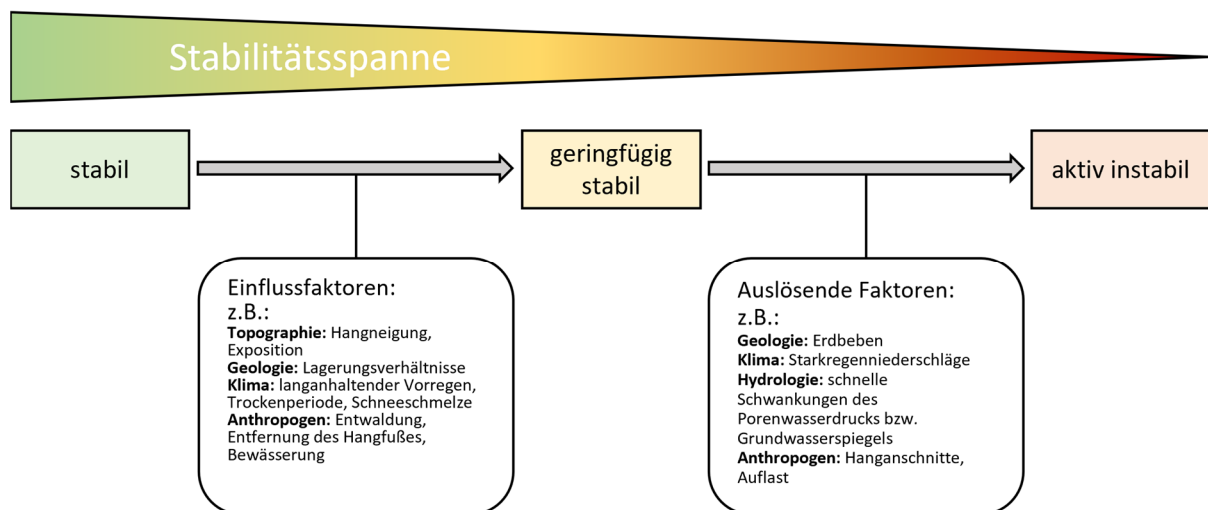 Stabilitätsspanne
stabil
geringfügig
stabil
aktiv instabil
Einflussfaktoren:
z.B.:
Topographie: Hangneigung,
Exposition
Geologie: Lagerungsverhältnisse
Klima: langanhaltender Vorregen,
Trockenperiode, Schneeschmelze
Anthropogen: Entwaldung,
Entfernung des Hangfußes,
Bewässerung
Auslösende Faktoren:
z.B.:
Geologie: Erdbeben
Klima: Starkregenniederschläge
Hydrologie: schnelle
Schwankungen des
Porenwasserdrucks bzw.
Grundwasserspiegels
Anthropogen: Hanganschnitte,
Auflast